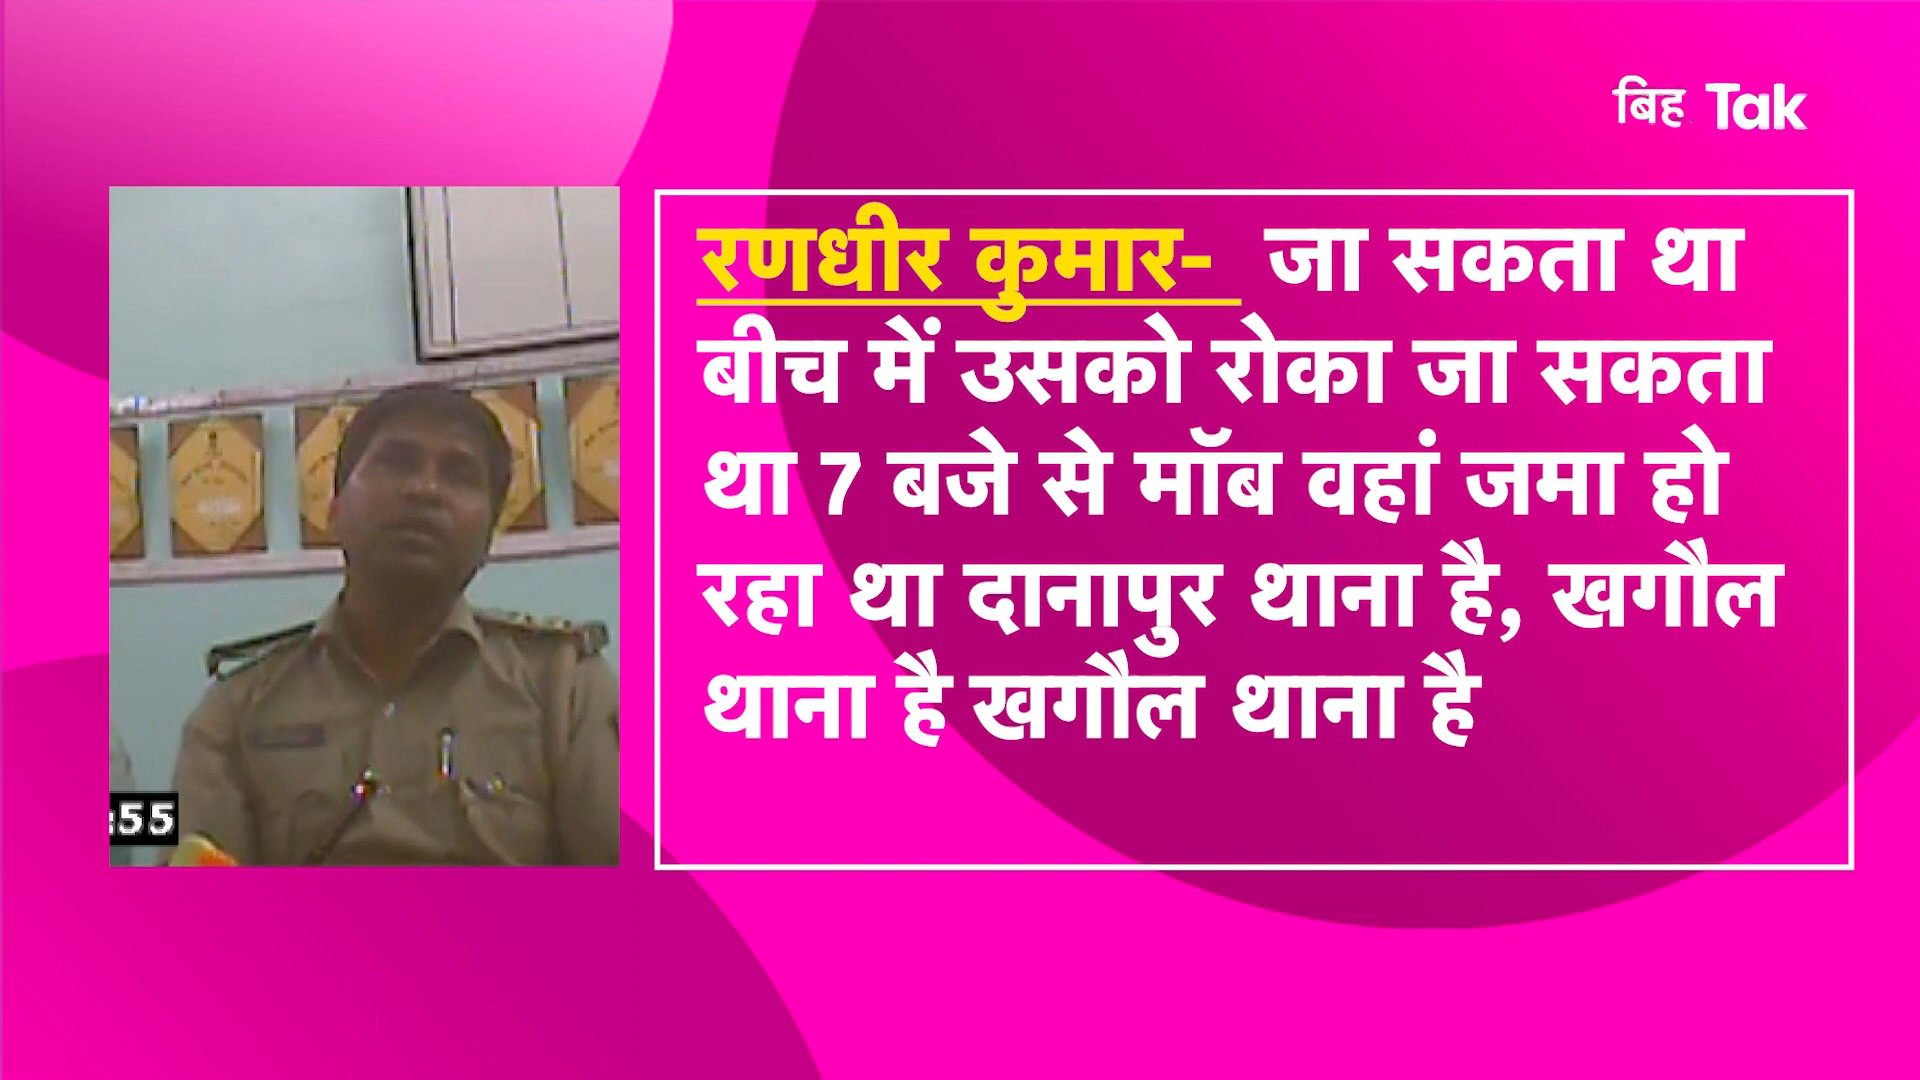 बिह Tak
रणधीर कुमार- जा सकता था
बीच में उसको रोका जा सकता
था 7 बजे से मॉब वहां जमा हो
रहा था दानापुर थाना है, खगौल
थाना है खगौल थाना है
:55